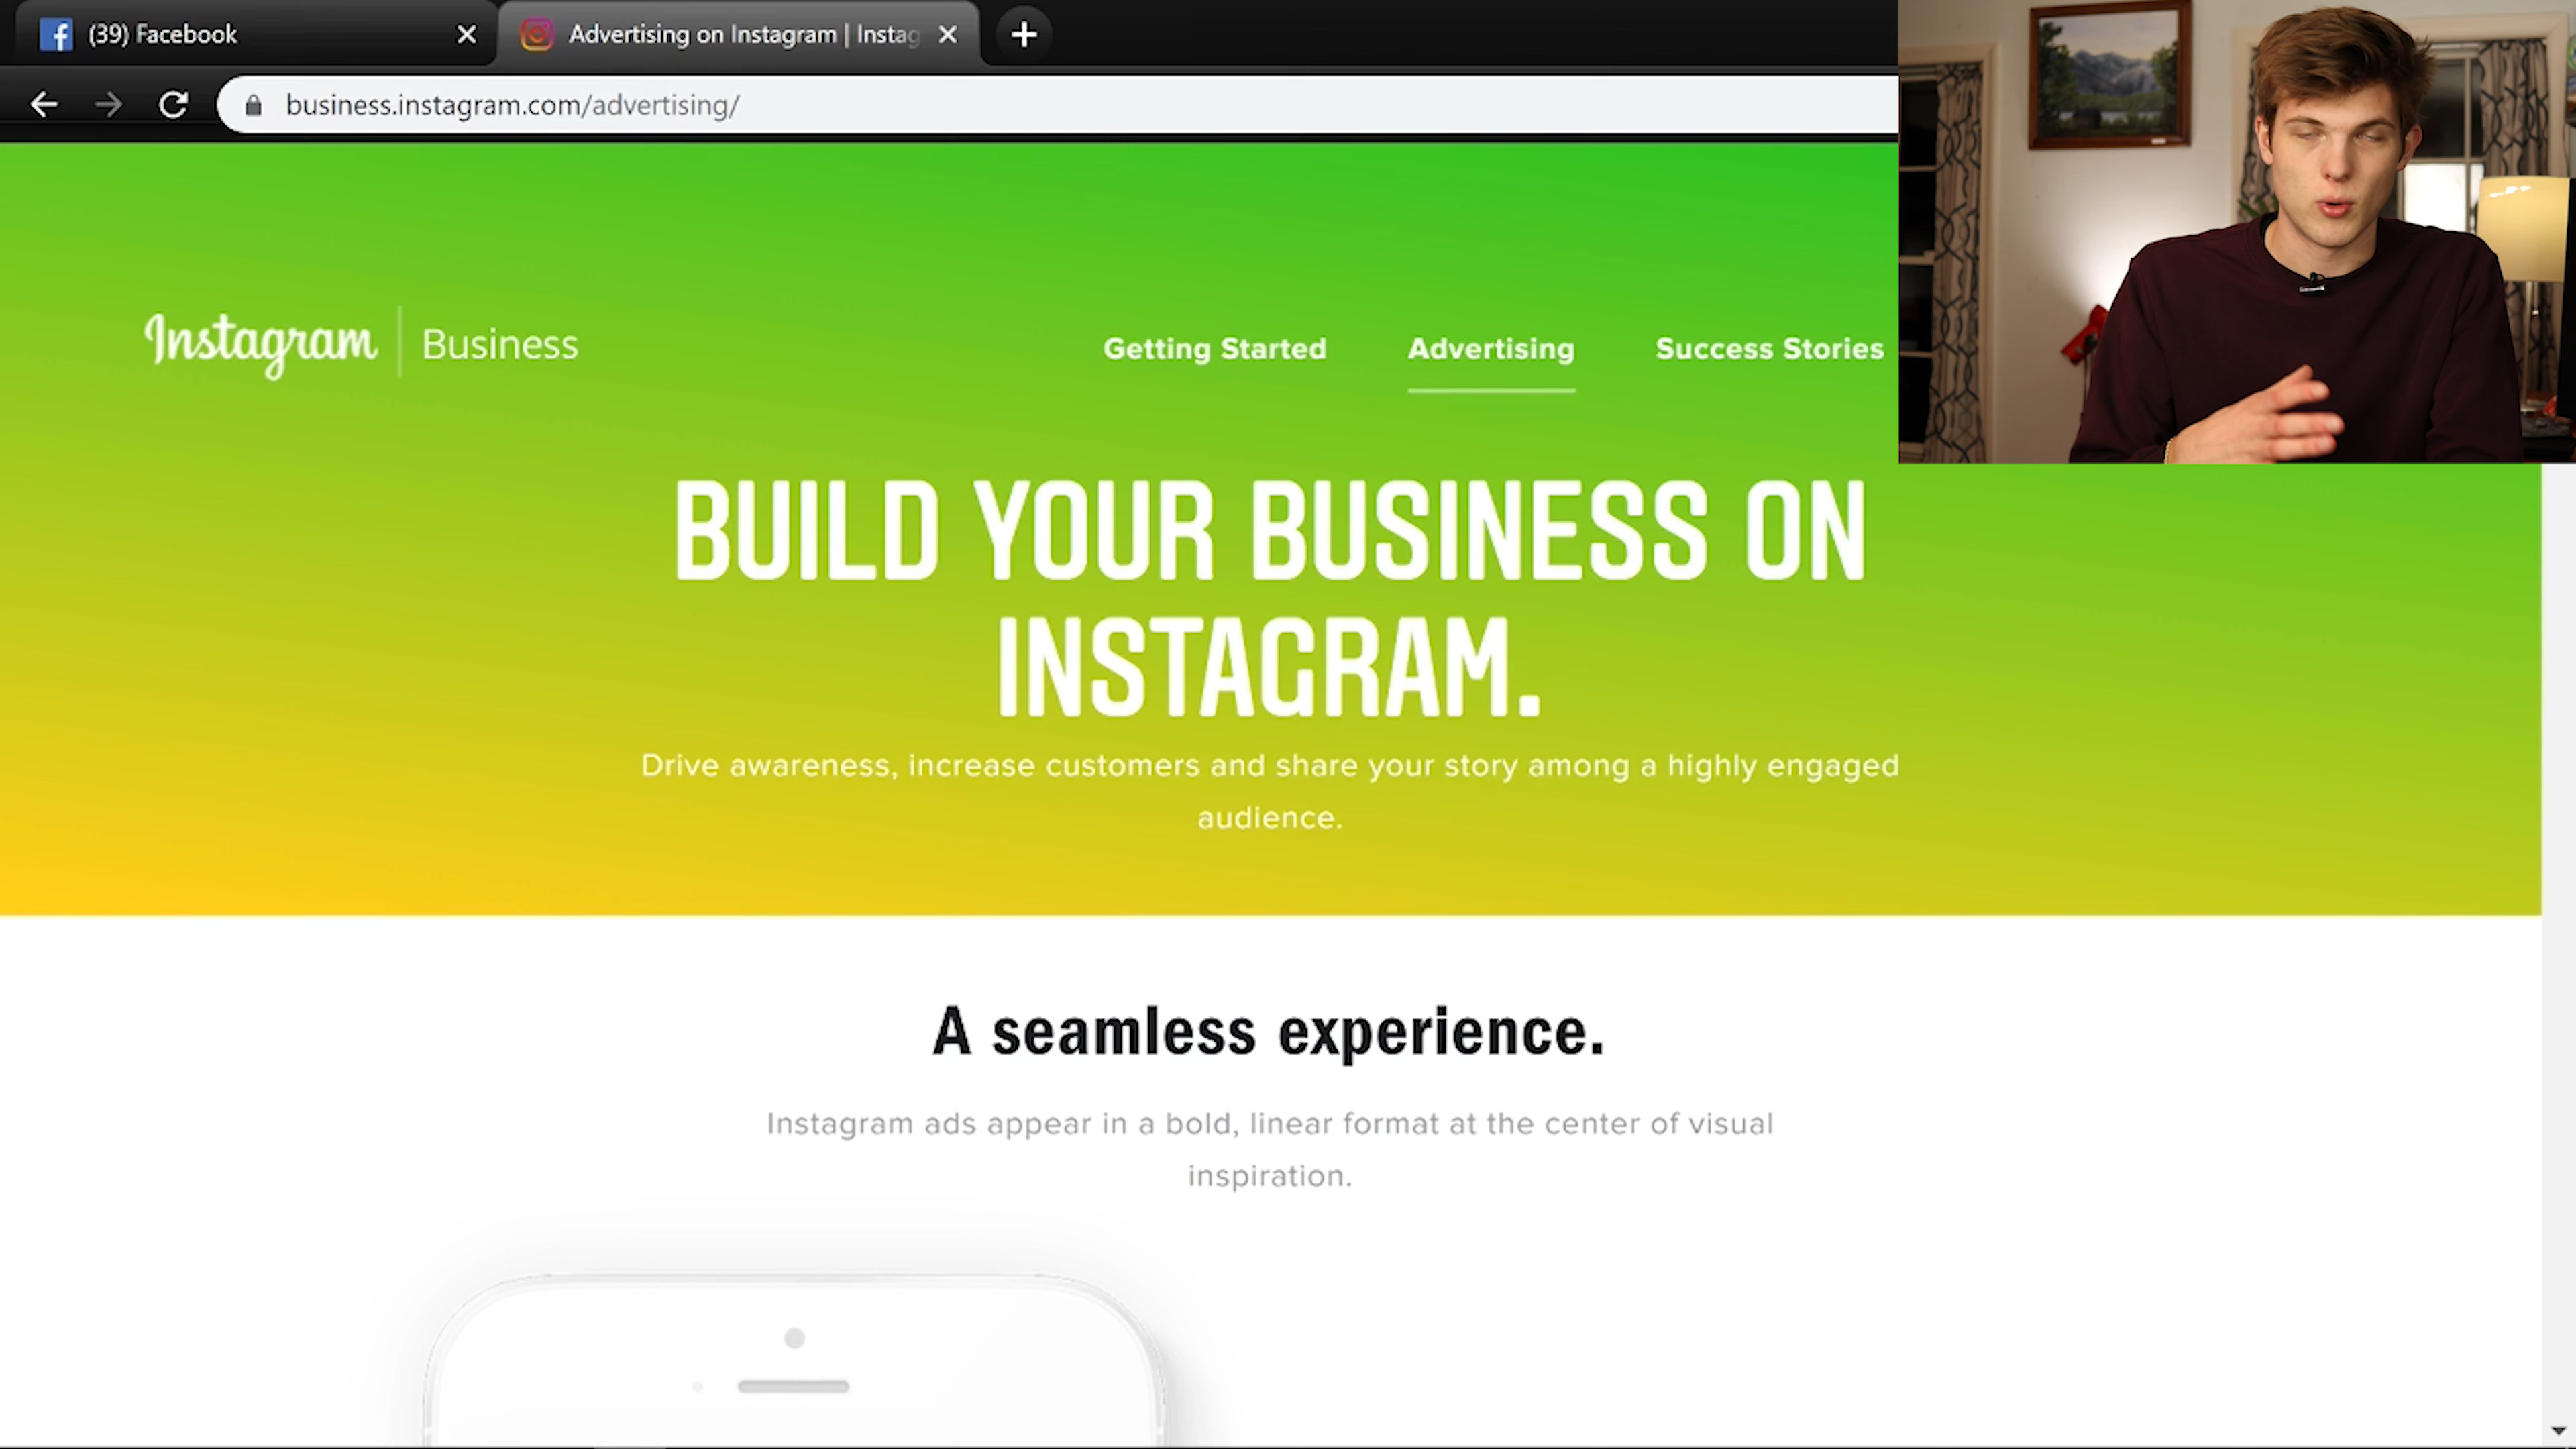 (39) Facebook
Advertising on Instagram | Instag
business.instagram.com/advertising/
Instagram | Business
Getting Started
Advertising
Success Stories
BUILD YOUR BUSINESS ON
INSTAGRAM.
Drive awareness, increase customers and share your story among a highly engaged
audience.
A seamless experience.
Instagram ads appear in a bold, linear format at the center of visual
inspiration.